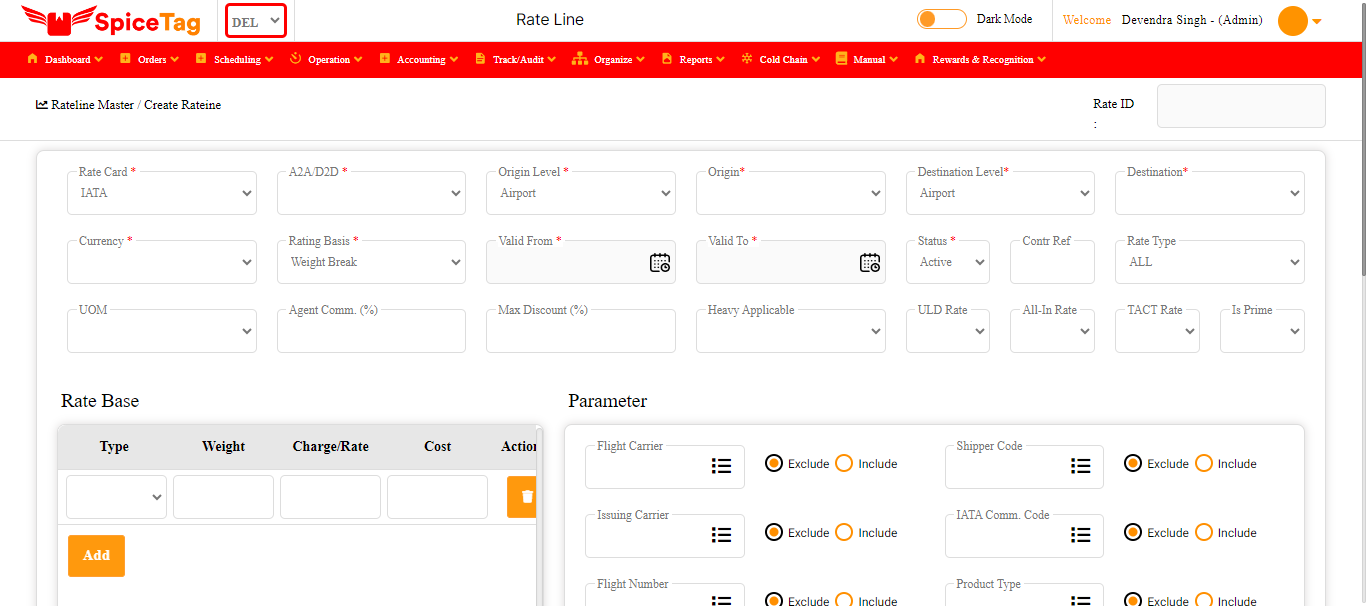 SpiceTag
DEL
Rate Line
Dark Mode
Welcome Devendra Singh - (Admin)
Dashboard Orders Scheduling Operation Accounting Track/Audit Organize Reports Cold Chain Manual Rewards & Recognition
Rateline Master / Create Rateine
Rate ID
:
Rate Card * A2A/D2D * Origin Level * Origin* Destination Level* Destination*
IATA Airport Airport
Currency * Rating Basis * Valid From * Valid To * Status * Contr Ref Rate Type
Weight Break Active ALL
UOM Agent Comm. (%) Max Discount (%) Heavy Applicable ULD Rate All-In Rate TACT Rate Is Prime
Rate Base
Type Weight Charge/Rate Cost Action
Add
Parameter
Flight Carrier Exclude Include Shipper Code Exclude Include
Issuing Carrier Exclude Include IATA Comm. Code Exclude Include
Flight Number Exclude Include Product Type Exclude Include